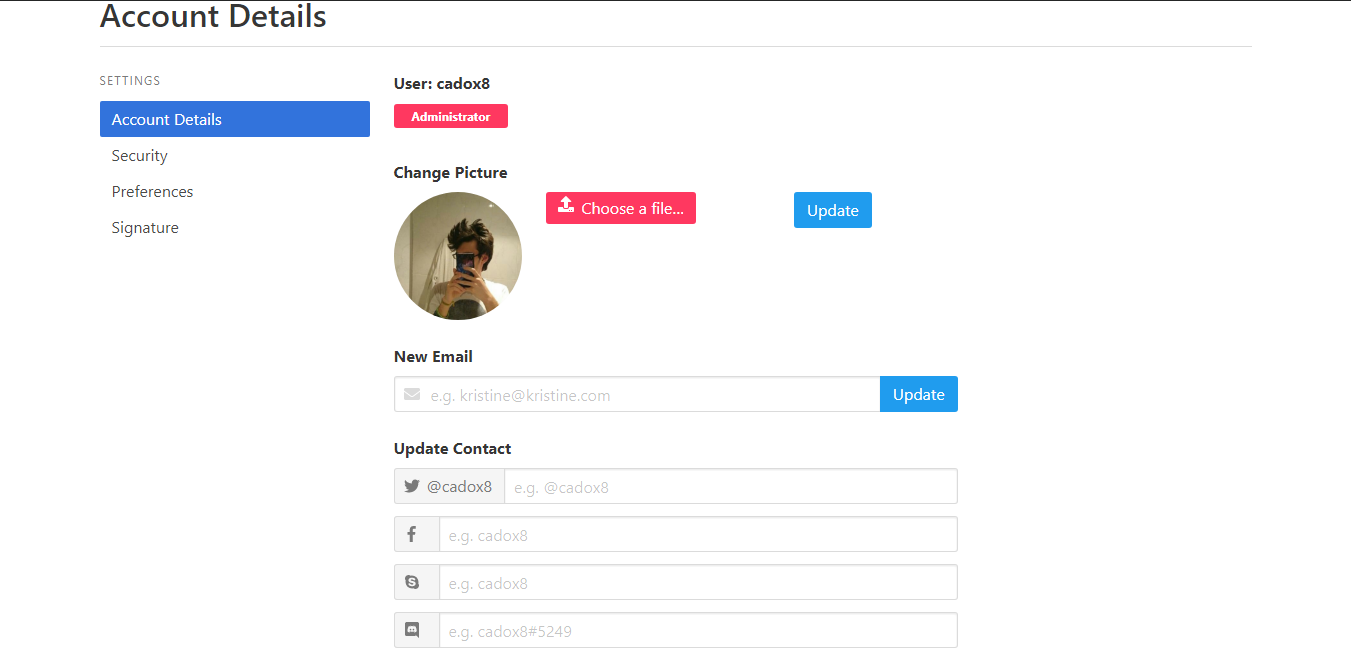 Account Details
SETTINGS
Account Details
Security
Preferences
Signature
User: cadox8
Administrator
Change Picture
Choose a file...
Update
New Email
e.g. kristine@kristine.com
Update
Update Contact
@cadox8
e.g. @cadox8
e.g. cadox8
e.g. cadox8
e.g. cadox8#5249